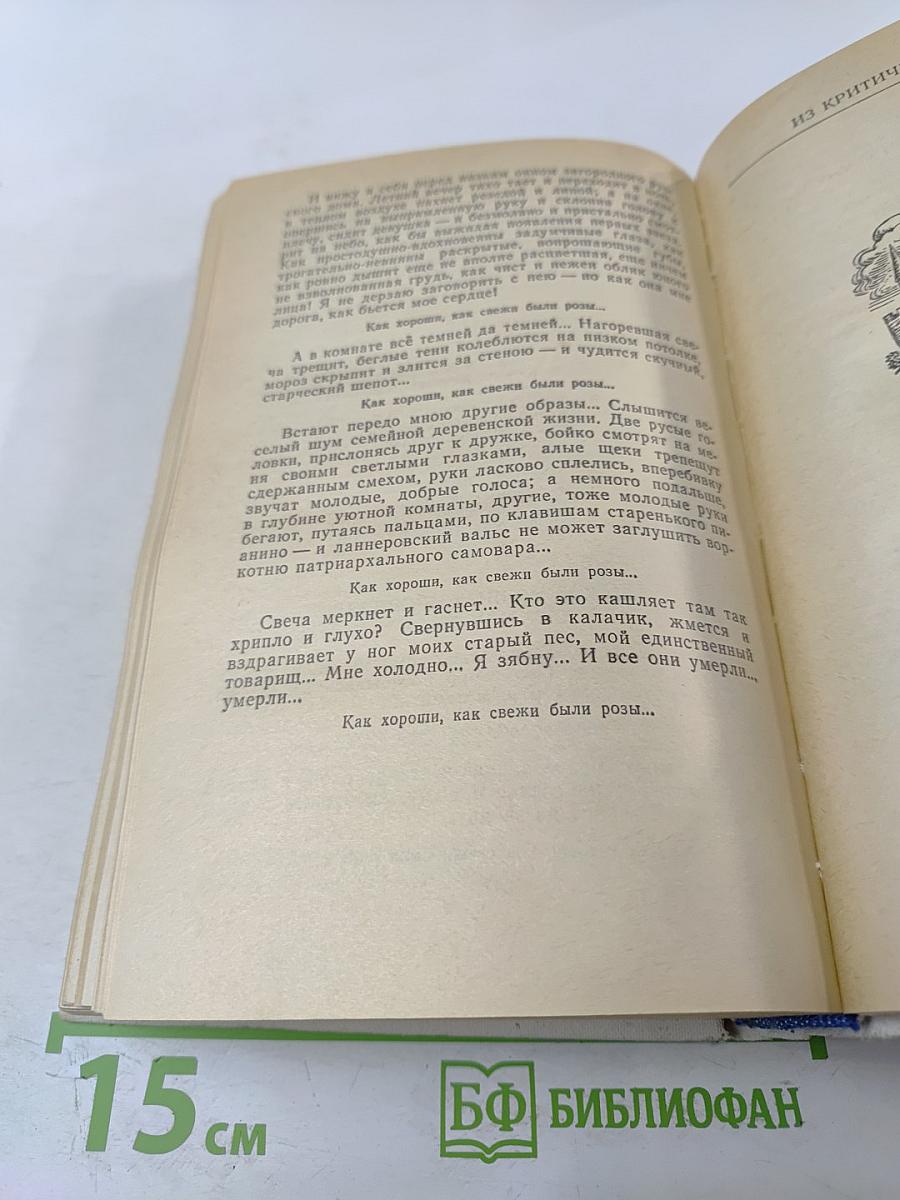 И вижу я себя перед низким окном загородного рус-
ского дома. Летний вечер тихо тает и переходит в ночь,
в теплом воздухе пахнет резедой и липой; а на окне,
опершись на выпрямленную руку и склонив голову к
плечу, сидит девушка — и безмолвно и пристально смот-
рит на небо, как бы выжидая появления первых звезд.
Как простодушно-вдохновенны задумчивые глаза, как
трогательно-невинны раскрытые, вопрошающие губы,
как ровно дышит еще не вполне расцветшая, еще ничем
не взволнованная грудь, как чист и нежен облик юного
лица! Я не дерзаю заговорить с нею — но как она мне
дорога, как бьется мое сердце!
Как хороши, как свежи были розы...
А в комнате всё темней да темней... Нагоревшая све-
ча трещит, беглые тени колеблются на низком потолке,
мороз скрыпит и злится за стеною — и чудится скучный,
старческий шепот...
Как хороши, как свежи были розы...
Встают передо мною другие образы... Слышится ве-
селый шум семейной деревенской жизни. Две русые го-
ловки, прислонясь друг к дружке, бойко смотрят на ме-
ня своими светлыми глазками, алые щеки трепещут
сдержанным смехом, руки ласково сплелись, вперебивку
звучат молодые, добрые голоса; а немного подальше,
в глубине уютной комнаты, другие, тоже молодые руки
бегают, путаясь пальцами, по клавишам старенького пи-
анино — и ланнеровский вальс не может заглушить вор-
котню патриархального самовара...
Как хороши, как свежи были розы...
Свеча меркнет и гаснет... Кто это кашляет там так
хрипло и глухо? Свернувшись в калачик, жмется и
вздрагивает у ног моих старый пес, мой единственный
товарищ... Мне холодно... Я зябну... И все они умерли...
умерли...
Как хороши, как свежи были розы...
ИЗ КРИТИЧ
15 см
БФ БИБЛИОФАН